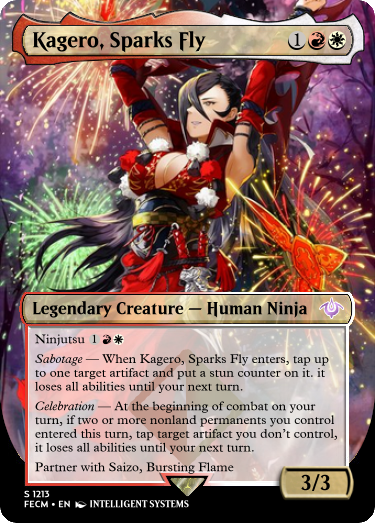 Kagero, Sparks Fly 1
Legendary Creature — Human Ninja
Ninjutsu 1
Sabotage — When Kagero, Sparks Fly enters, tap up
to one target artifact and put a stun counter on it. it
loses all abilities until your next turn.
Celebration — At the beginning of combat on your
turn, if two or more nonland permanents you control
entered this turn, tap target artifact you don't control,
it loses all abilities until your next turn.
Partner with Saizo, Bursting Flame
3/3
S 1213
FECM • EN INTELLIGENT SYSTEMS